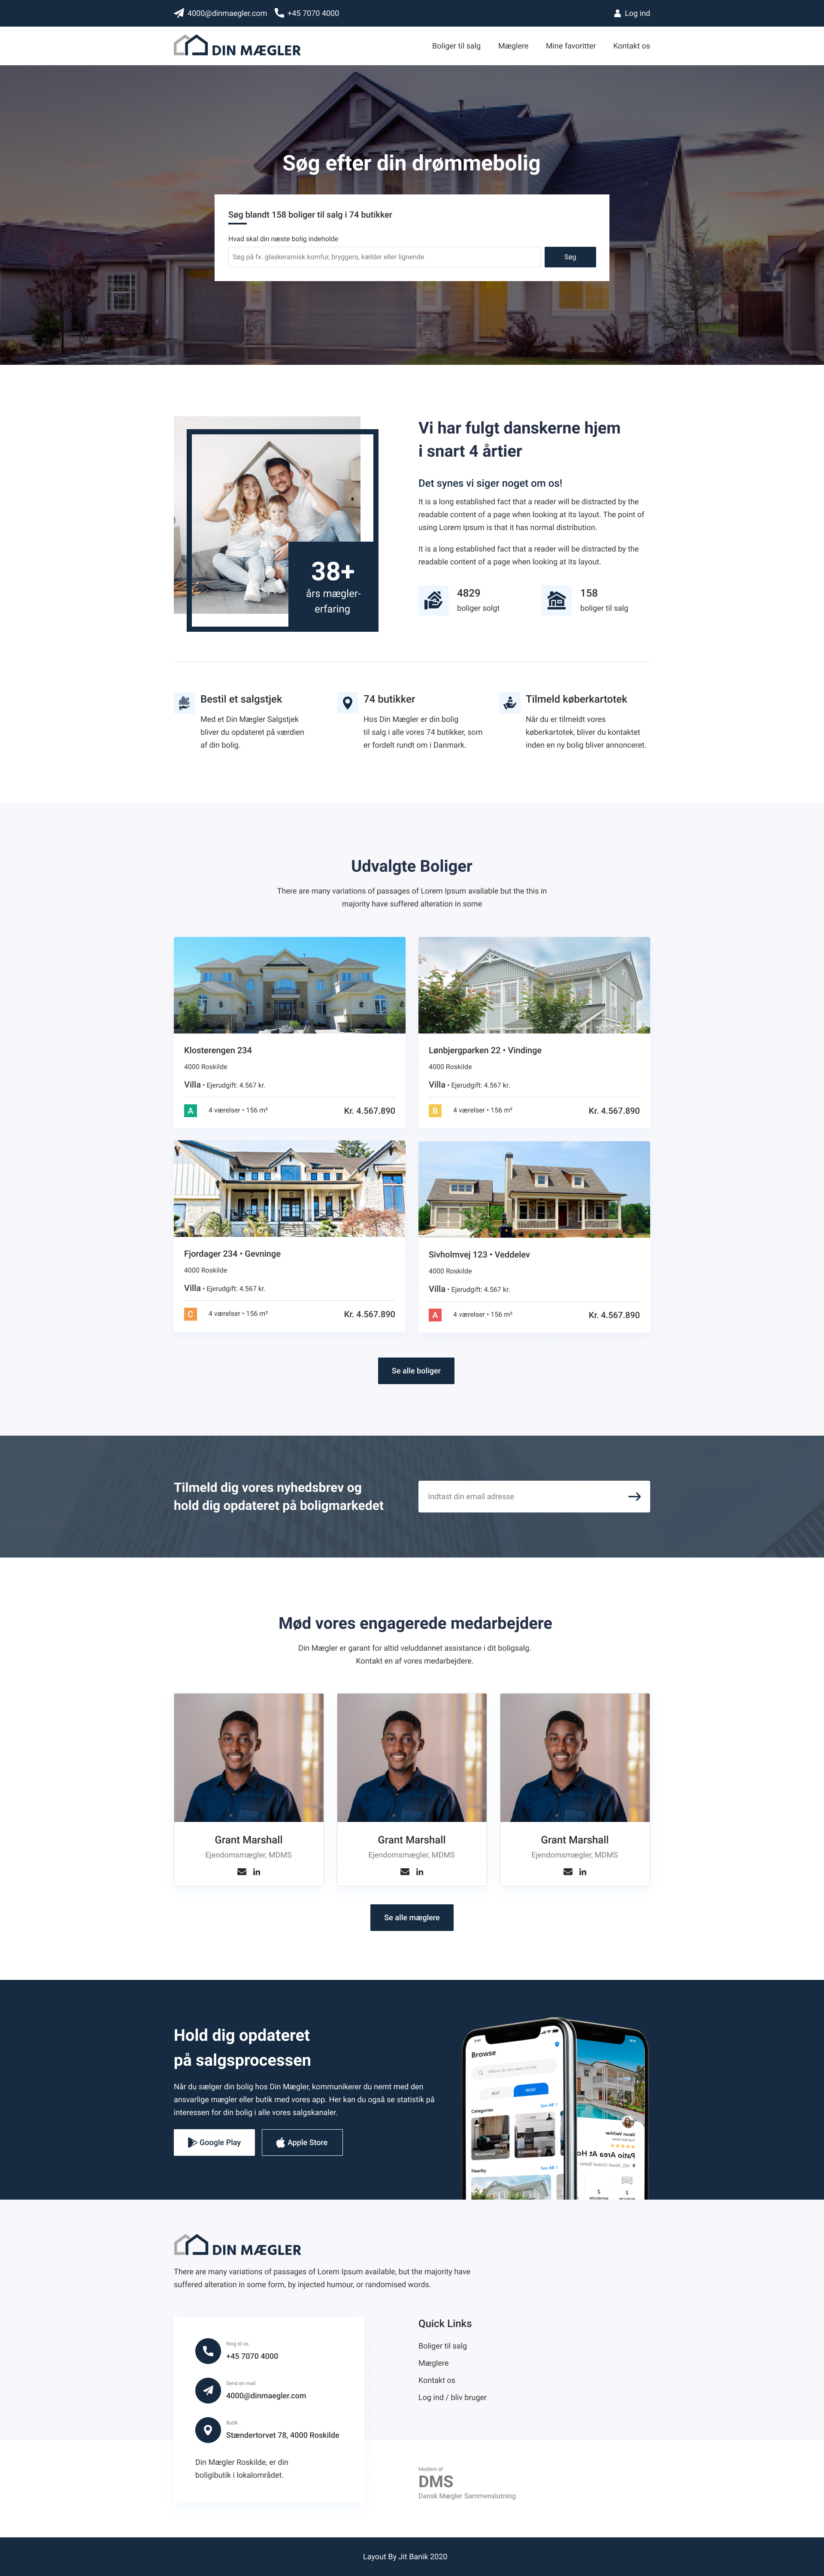 4000@dinmaegler.com +45 7070 4000 Log ind
DIN MÆGLER
Boliger til salg Mæglere Mine favoritter Kontakt os
Søg efter din drømmebolig
Søg blandt 158 boliger til salg i 74 butikker
Hvad skal din næste bolig indeholde
Søg på fx. glaskeramisk komfur, bryggers, kælder eller lignende
Søg
38+
års mægler-
erfaring
Vi har fulgt danskerne hjem
i snart 4 årtier
Det synes vi siger noget om os!
It is a long established fact that a reader will be distracted by the
readable content of a page when looking at its layout. The point of
using Lorem Ipsum is that it has normal distribution.
It is a long established fact that a reader will be distracted by the
readable content of a page when looking at its layout.
4829
boliger solgt
158
boliger til salg
Bestil et salgstjek
Med et Din Mægler Salgstjek
bliver du opdateret på værdien
af din bolig.
74 butikker
Hos Din Mægler er din bolig
til salg i alle vores 74 butikker, som
er fordelt rundt om i Danmark.
Tilmeld køberkartotek
Når du er tilmeldt vores
køberkartotek, bliver du kontaktet
inden en ny bolig bliver annonceret.
Udvalgte Boliger
There are many variations of passages of Lorem Ipsum available but the this in
majority have suffered alteration in some
Klosterengen 234
4000 Roskilde
Villa • Ejerudgift: 4.567 kr.
A 4 værelser • 156 m² Kr. 4.567.890
Lønbjergparken 22 • Vindinge
4000 Roskilde
Villa • Ejerudgift: 4.567 kr.
B 4 værelser • 156 m² Kr. 4.567.890
Fjordager 234 • Gevninge
4000 Roskilde
Villa • Ejerudgift: 4.567 kr.
C 4 værelser • 156 m² Kr. 4.567.890
Sivholmvej 123 • Veddelev
4000 Roskilde
Villa • Ejerudgift: 4.567 kr.
A 4 værelser • 156 m² Kr. 4.567.890
Se alle boliger
Tilmeld dig vores nyhedsbrev og
hold dig opdateret på boligmarkedet
Indtast din email adresse
Mød vores engagerede medarbejdere
Din Mægler er garant for altid veluddannet assistance i dit boligsalg.
Kontakt en af vores medarbejdere.
Grant Marshall
Ejendomsmægler, MDMS
in
Grant Marshall
Ejendomsmægler, MDMS
in
Grant Marshall
Ejendomsmægler, MDMS
in
Se alle mæglere
Hold dig opdateret
på salgsprocessen
Når du sælger din bolig hos Din Mægler, kommunikerer du nemt med den
ansvarlige mægler eller butik med vores app. Her kan du også se statistik på
interessen for din bolig i alle vores salgskanaler.
Google Play
Apple Store
Browse
BUY RENT
Categories See All
Nearby See All
DIN MÆGLER
There are many variations of passages of Lorem Ipsum available, but the majority have
suffered alteration in some form, by injected humour, or randomised words.
Ring til os
+45 7070 4000
Send en mail
4000@dinmaegler.com
Butik
Stændertorvet 78, 4000 Roskilde
Din Mægler Roskilde, er din
boligibutik i lokalområdet.
Quick Links
Boliger til salg
Mæglere
Kontakt os
Log ind / bliv bruger
Medlem af
DMS
Dansk Mægler Sammenslutning
Layout By Jit Banik 2020